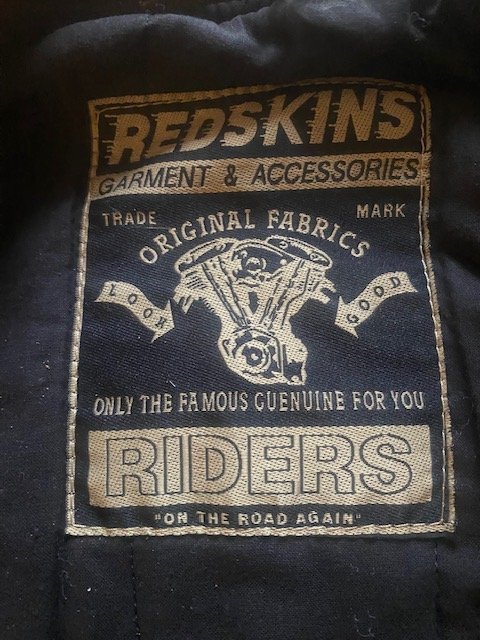 REDSKINS
GARMENT & ACCESSORIES
TRADE MARK
ORIGINAL FABRICS
LOOK GOOD
ONLY THE FAMOUS GUENUINE FOR YOU
RIDERS
"ON THE ROAD AGAIN"